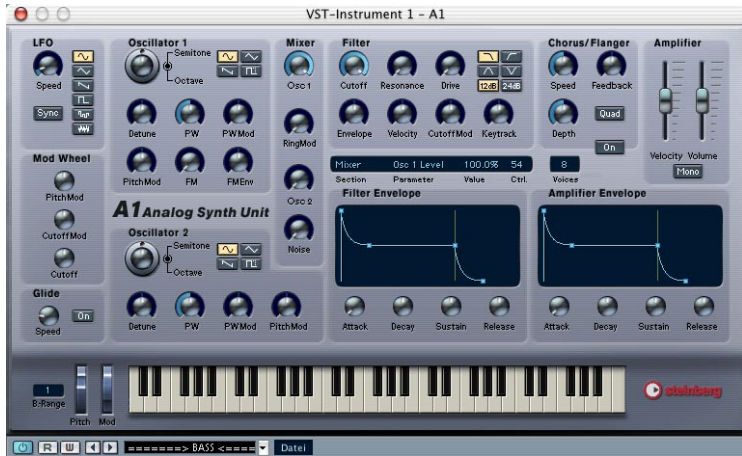 VST-Instrument 1 - A1
LFO
Speed
Sync
Mod Wheel
PitchMod
CutoffMod
Cutoff
Glide
Speed
On
Oscillator 1
Semitone
Octave
Detune PW PWMod
PitchMod FM FMEnv
A1 Analog Synth Unit
Oscillator 2
Semitone
Octave
Detune PW PWMod PitchMod
Mixer
Osc 1
RingMod
Osc 2
Noise
Filter
Cutoff Resonance Drive
12dB 24dB
Envelope Velocity CutoffMod Keytrack
Chorus/Flanger
Speed Feedback
Quad
Depth
On
Amplifier
Velocity Volume
Mono
Mixer Osc 1 Level 100.0% 54 8
Section Parameter Value Ctrl. Voices
Filter Envelope
Attack Decay Sustain Release
Amplifier Envelope
Attack Decay Sustain Release
1
B.-Range
Pitch Mod
steinberg
R W =======> BASS <==== Datei